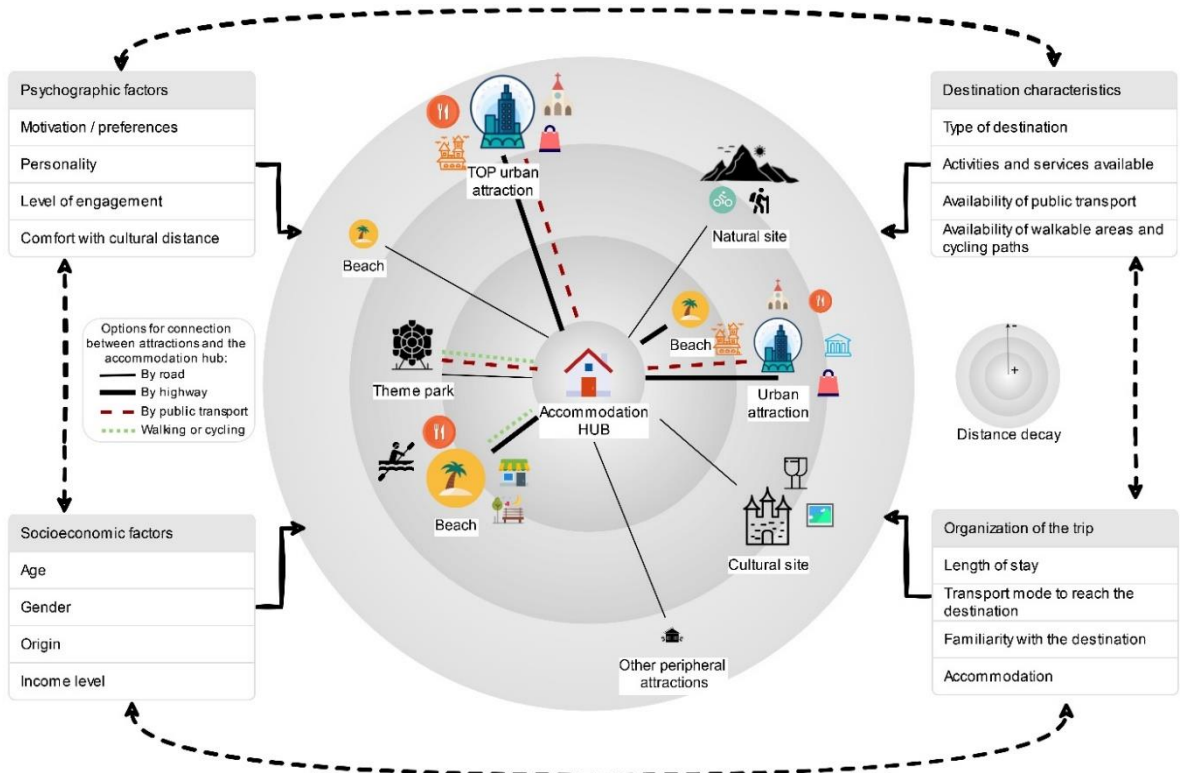 Psychographic factors
Motivation / preferences
Personality
Level of engagement
Comfort with cultural distance
Options for connection
between attractions and the
accommodation hub:
By road
By highway
By public transport
Walking or cycling
Socioeconomic factors
Age
Gender
Origin
Income level
TOP urban
attraction
Beach
Natural site
Beach
Theme park
Accommodation
HUB
Urban
attraction
Beach
Cultural site
Other peripheral
attractions
Destination characteristics
Type of destination
Activities and services available
Availability of public transport
Availability of walkable areas and
cycling paths
-
+
Distance decay
Organization of the trip
Length of stay
Transport mode to reach the
destination
Familiarity with the destination
Accommodation